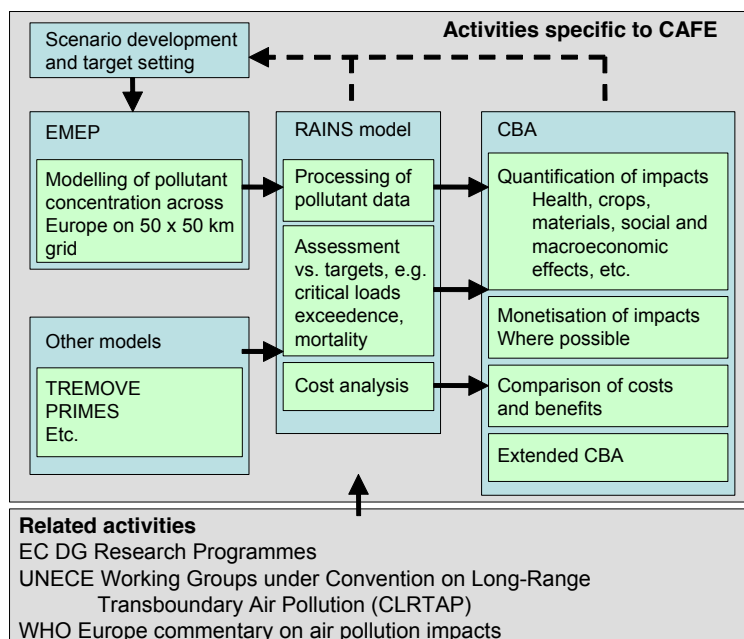 Activities specific to CAFE
Scenario development
and target setting
EMEP
Modelling of pollutant
concentration across
Europe on 50 x 50 km
grid
Other models
TREMOVE
PRIMES
Etc.
RAINS model
Processing of
pollutant data
Assessment
vs. targets, e.g.
critical loads
exceedence,
mortality
Cost analysis
CBA
Quantification of impacts
Health, crops,
materials, social and
macroeconomic
effects, etc.
Monetisation of impacts
Where possible
Comparison of costs
and benefits
Extended CBA
Related activities
EC DG Research Programmes
UNECE Working Groups under Convention on Long-Range
Transboundary Air Pollution (CLRTAP)
WHO Europe commentary on air pollution impacts